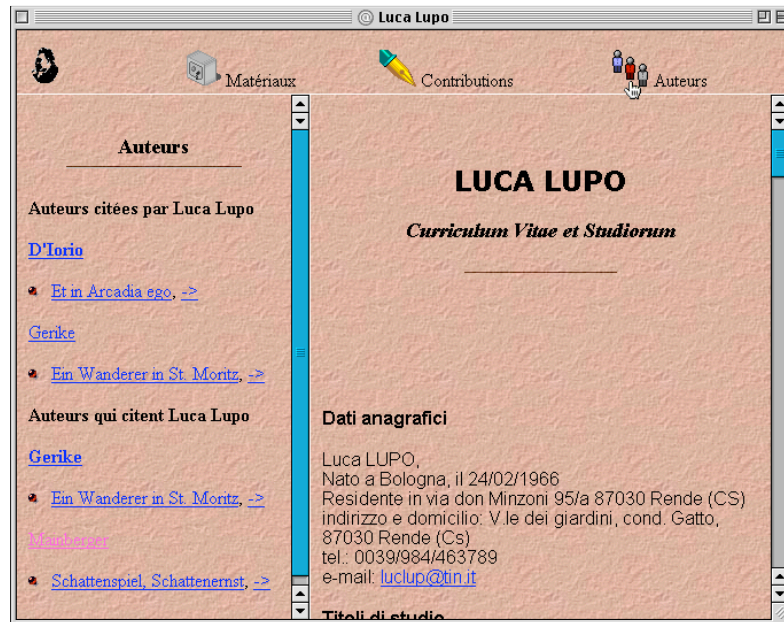 Luca Lupo
Matériaux
Contributions
Auteurs
Auteurs
Auteurs citées par Luca Lupo
D'Iorio
Et in Arcadia ego, ->
Gerike
Ein Wanderer in St. Moritz, ->
Auteurs qui citent Luca Lupo
Gerike
Ein Wanderer in St. Moritz, ->
Mainberger
Schattenspiel, Schattenernst, ->
LUCA LUPO
Curriculum Vitae et Studiorum
Dati anagrafici
Luca LUPO,
Nato a Bologna, il 24/02/1966
Residente in via don Minzoni 95/a 87030 Rende (CS)
indirizzo e domicilio: V.le dei giardini, cond. Gatto,
87030 Rende (Cs)
tel.: 0039/984/463789
e-mail: luclup@tin.it
Titoli di studio